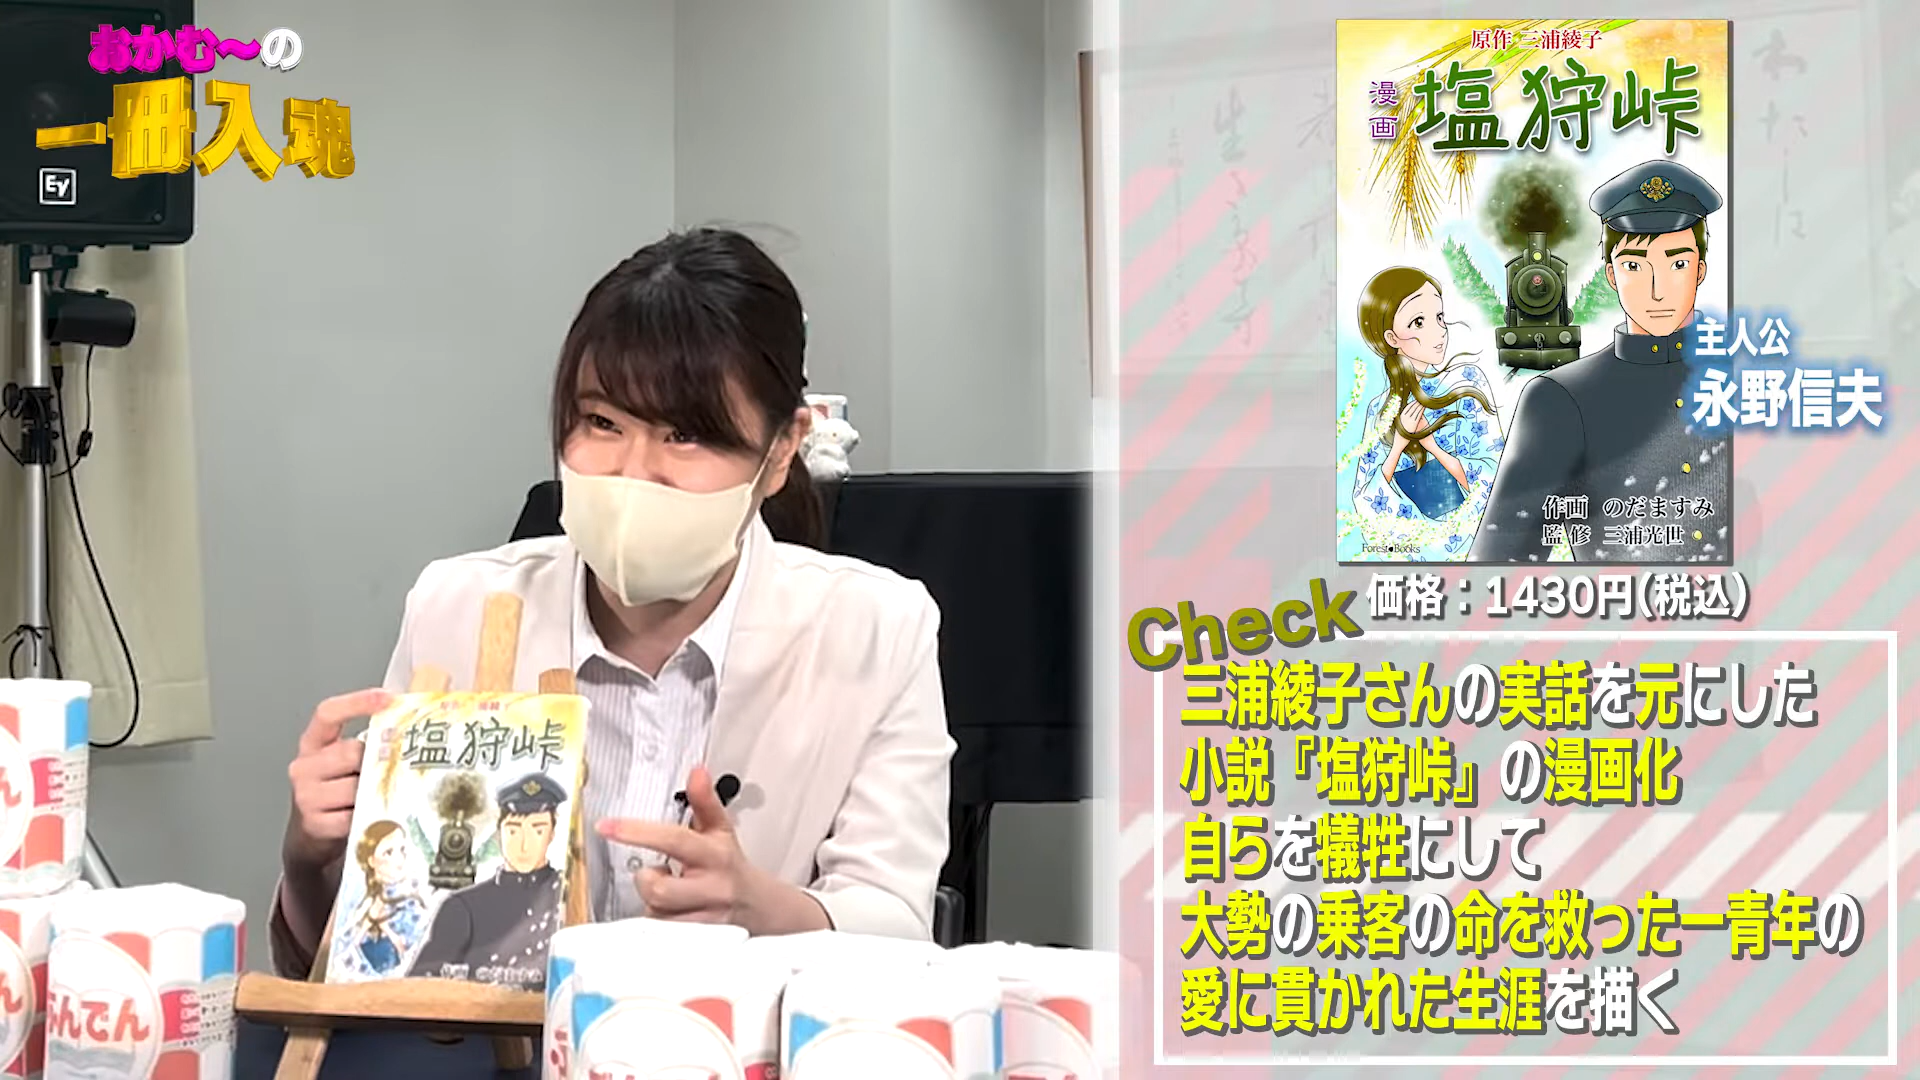 おかむ〜の
一冊入魂
EV
原作 三浦綾子
漫画
塩狩峠
主人公
永野信夫
作画 のだますみ
監修 三浦光世
Forest Books
価格：1430円(税込)
Check
三浦綾子さんの実話を元にした
小説『塩狩峠』の漫画化
自らを犠牲にして
大勢の乗客の命を救った一青年の
愛に貫かれた生涯を描く
塩狩峠